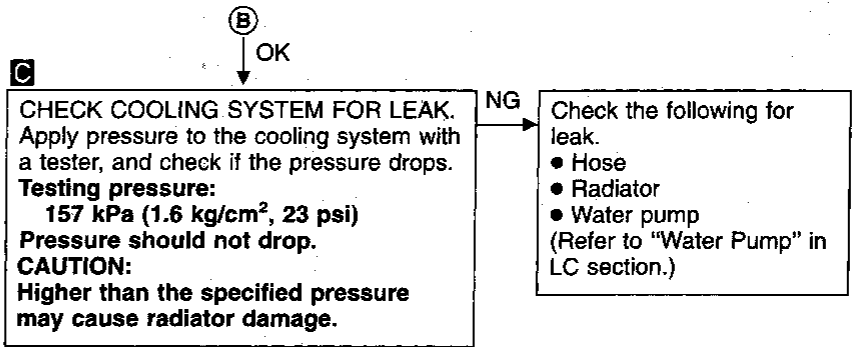 B
OK
C
CHECK COOLING SYSTEM FOR LEAK.
Apply pressure to the cooling system with
a tester, and check if the pressure drops.
Testing pressure:
157 kPa (1.6 kg/cm², 23 psi)
Pressure should not drop.
CAUTION:
Higher than the specified pressure
may cause radiator damage.
NG
Check the following for
leak.
● Hose
● Radiator
● Water pump
(Refer to “Water Pump” in
LC section.)